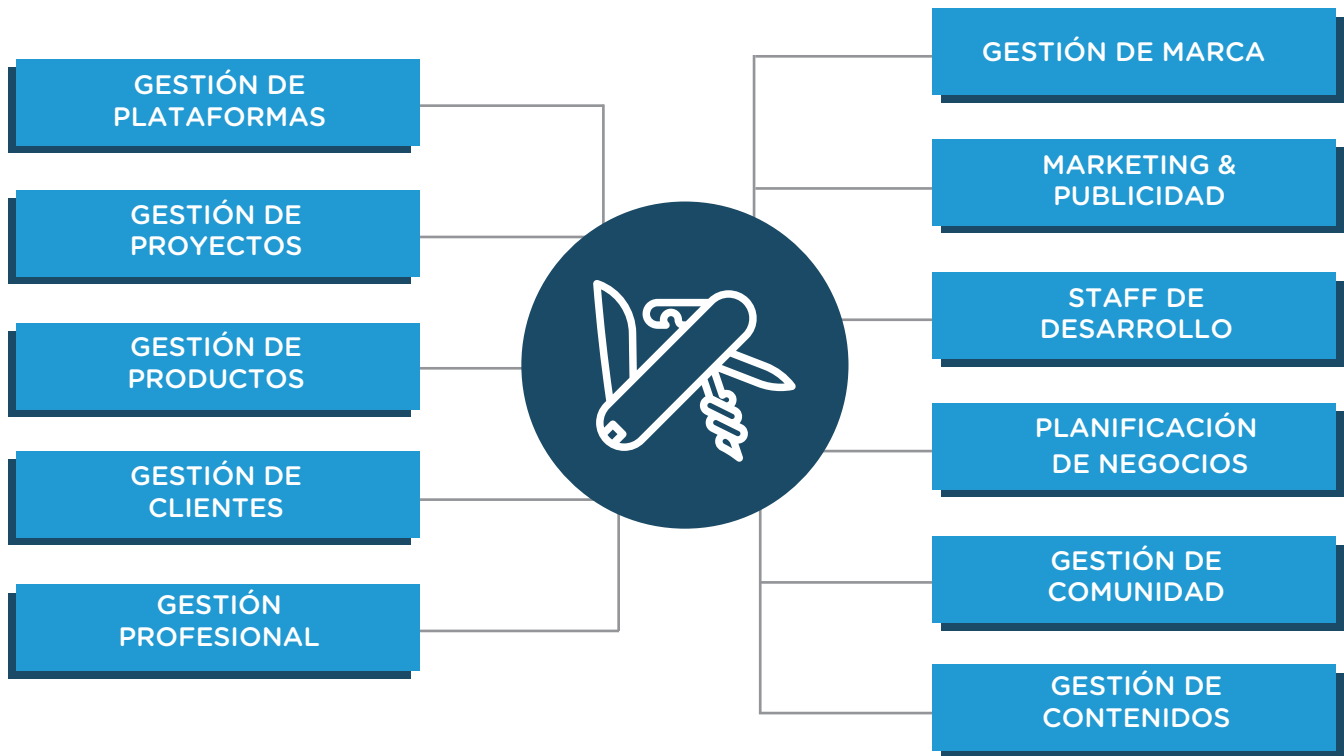 GESTIÓN DE
PLATAFORMAS
GESTIÓN DE
PROYECTOS
GESTIÓN DE
PRODUCTOS
GESTIÓN DE
CLIENTES
GESTIÓN
PROFESIONAL
GESTIÓN DE MARCA
MARKETING &
PUBLICIDAD
STAFF DE
DESARROLLO
PLANIFICACIÓN
DE NEGOCIOS
GESTIÓN DE
COMUNIDAD
GESTIÓN DE
CONTENIDOS